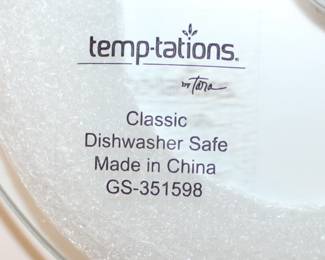 temp-tations®
by Tara
Classic
Dishwasher Safe
Made in China
GS-351598